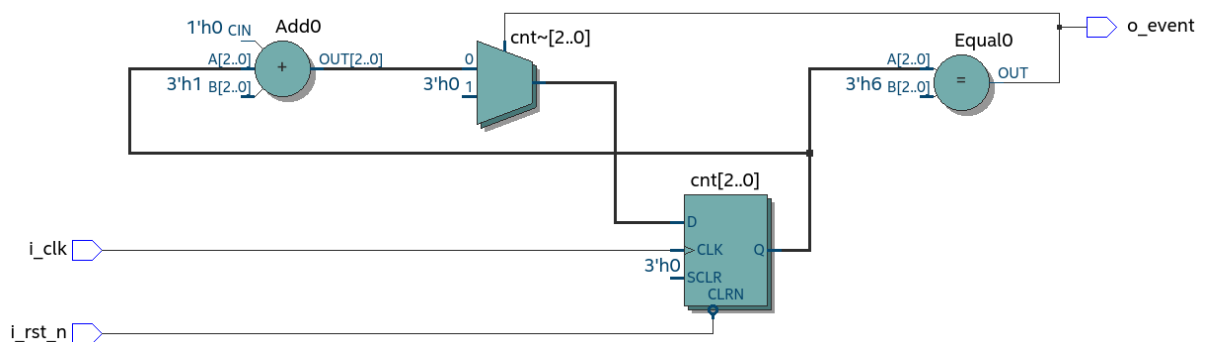 1'h0 CIN
Add0
A[2..0]
OUT[2..0]
3'h1 B[2..0]
+
cnt~[2..0]
0
3'h0 1
Equal0
A[2..0]
OUT
3'h6 B[2..0]
=
o_event
cnt[2..0]
D
i_clk
CLK
Q
3'h0
SCLR
CLRN
i_rst_n